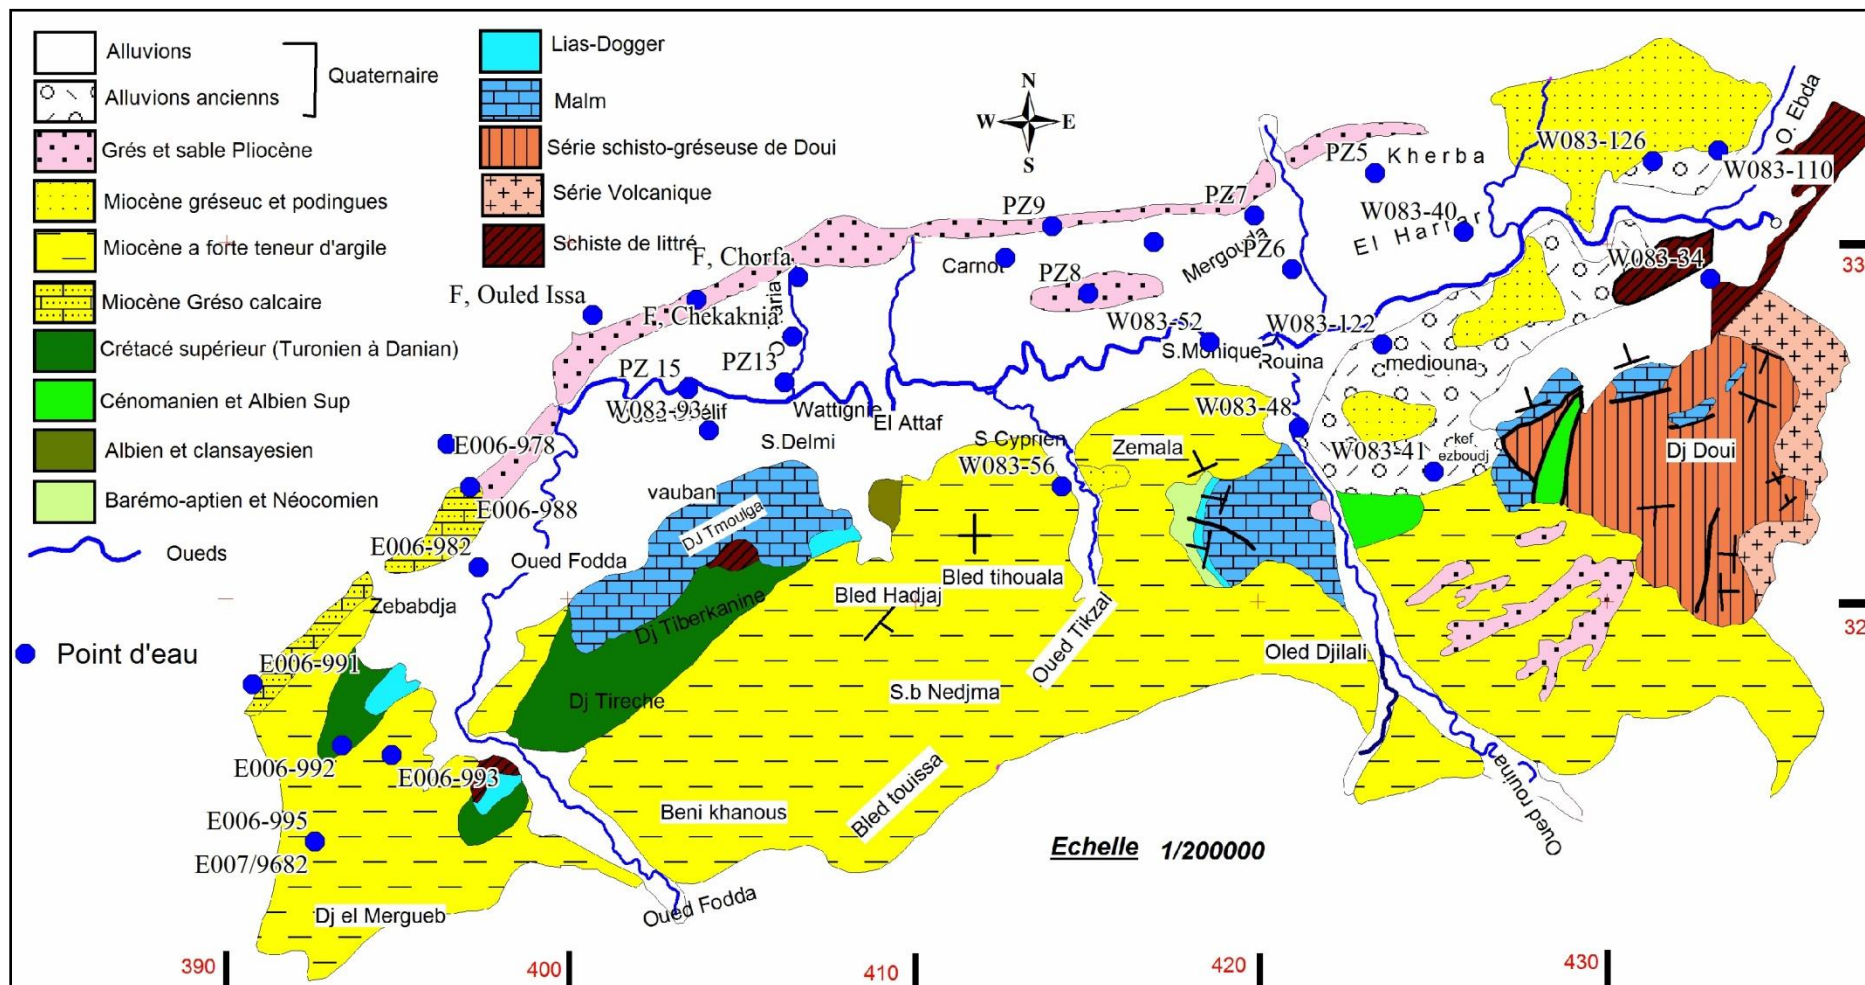 Alluvions
Alluvions ancienns
Quaternaire
Grés et sable Pliocène
Miocène gréseuc et podingues
Miocène a forte teneur d'argile
Miocène Gréso calcaire
Crétacé supérieur (Turonien à Danian)
Cénomanien et Albien Sup
Albien et clansayesien
Barémo-aptien et Néocomien
Oueds
Point d'eau
Lias-Dogger
Malm
Série schisto-gréseuse de Doui
Série Volcanique
Schiste de littré
N
W E
S
O. Ebda
W083-126
W083-110
PZ5
Kherba
PZ7
PZ9
W083-40
El Harrar
Mergouda
PZ6
Carnot
PZ8
W083-34
33
F, Chorfa
F, Ouled Issa
F, Chekaknia
W083-52
W083-122
S.Monique
Rouina
mediouna
PZ 15
PZ13
W083-93
Wattignie
El Attaf
W083-48
S.Delmi
S.Cyprien
Zemala
E006-978
W083-56
W083-41
kef
ezboudj
Dj Doui
vauban
DJ Tmoulga
E006-988
E006-982
Oued Fodda
Bled tihouala
Bled Hadjaj
Zebabdja
Dj Tiberkanine
Oued Tikzal
32
E006-991
Oled Djilali
Dj Tireche
S.b Nedjma
E006-992
E006-993
Bled touissa
Oued rouina
Beni khanous
E006-995
E007/9682
Echelle 1/200000
Dj el Mergueb
Oued Fodda
390
400
410
420
430